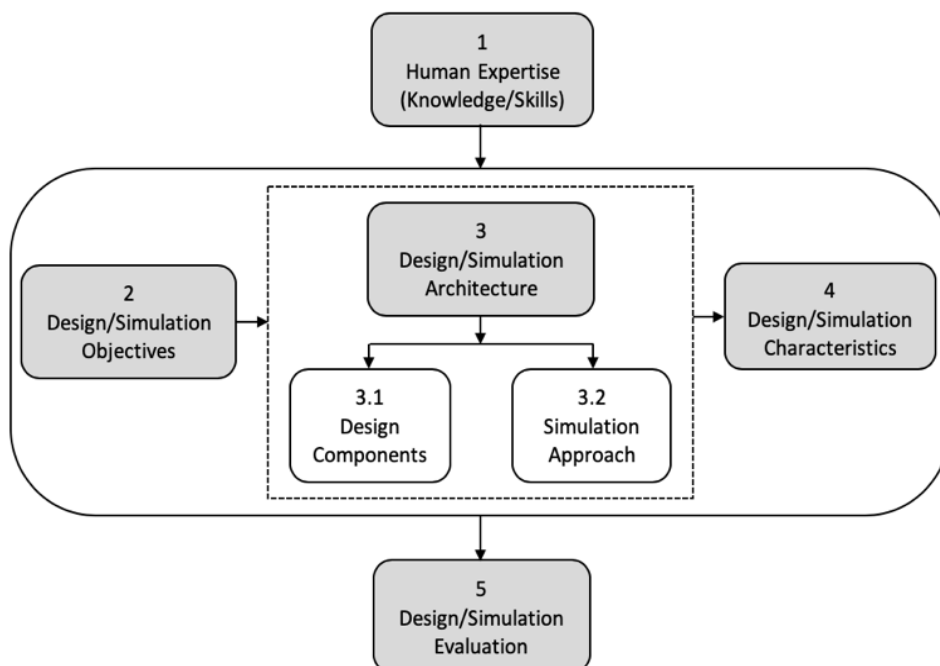 1
Human Expertise
(Knowledge/Skills)
2
Design/Simulation
Objectives
3
Design/Simulation
Architecture
3.1
Design
Components
3.2
Simulation
Approach
4
Design/Simulation
Characteristics
5
Design/Simulation
Evaluation